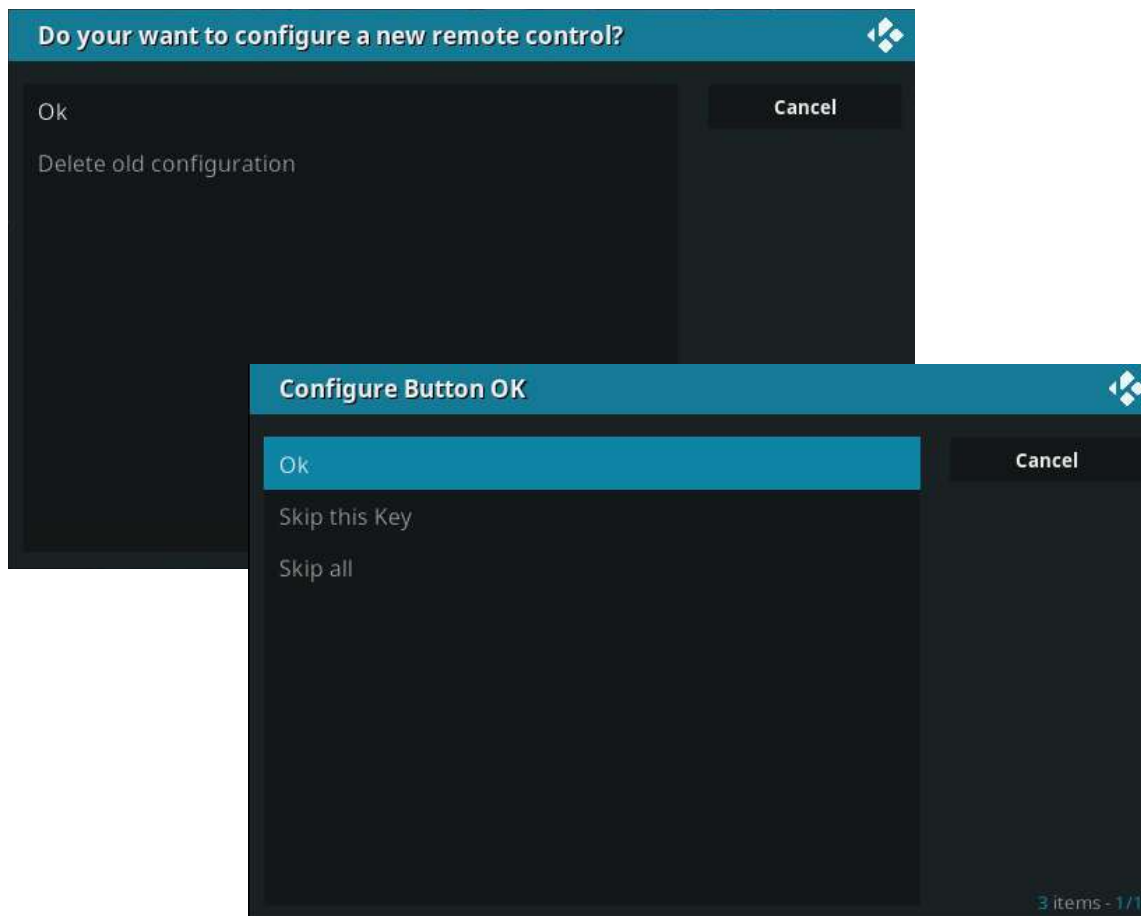 Do your want to configure a new remote control?
Ok
Cancel
Delete old configuration
Configure Button OK
Ok
Cancel
Skip this Key
Skip all
3 items - 1/1